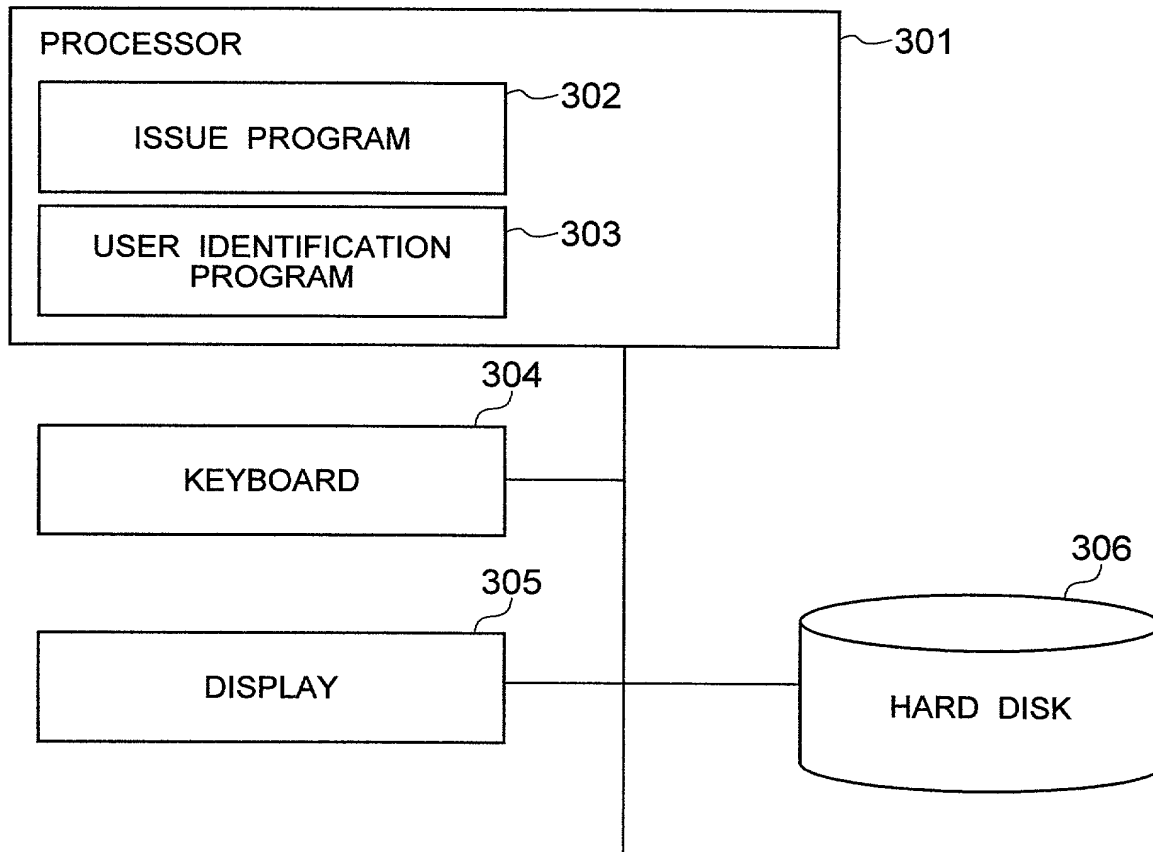 PROCESSOR
301
302
ISSUE PROGRAM
303
USER IDENTIFICATION
PROGRAM
304
KEYBOARD
305
DISPLAY
306
HARD DISK